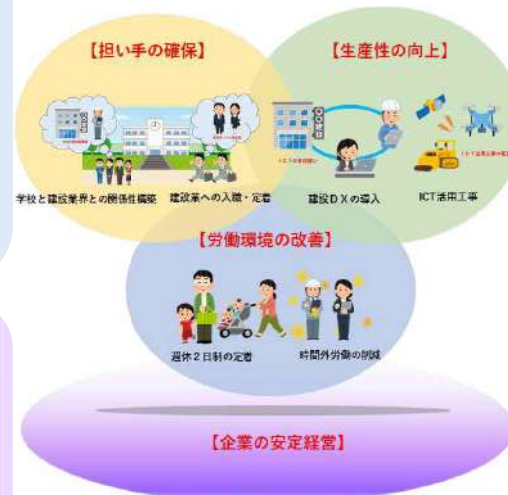 【担い手の確保】
【生産性の向上】
学校と建設業界との関係性構築
建設業への入職・定着
建設DXの導入
ICT活用工事
【労働環境の改善】
週休2日制の定着
時間外労働の削減
【企業の安定経営】